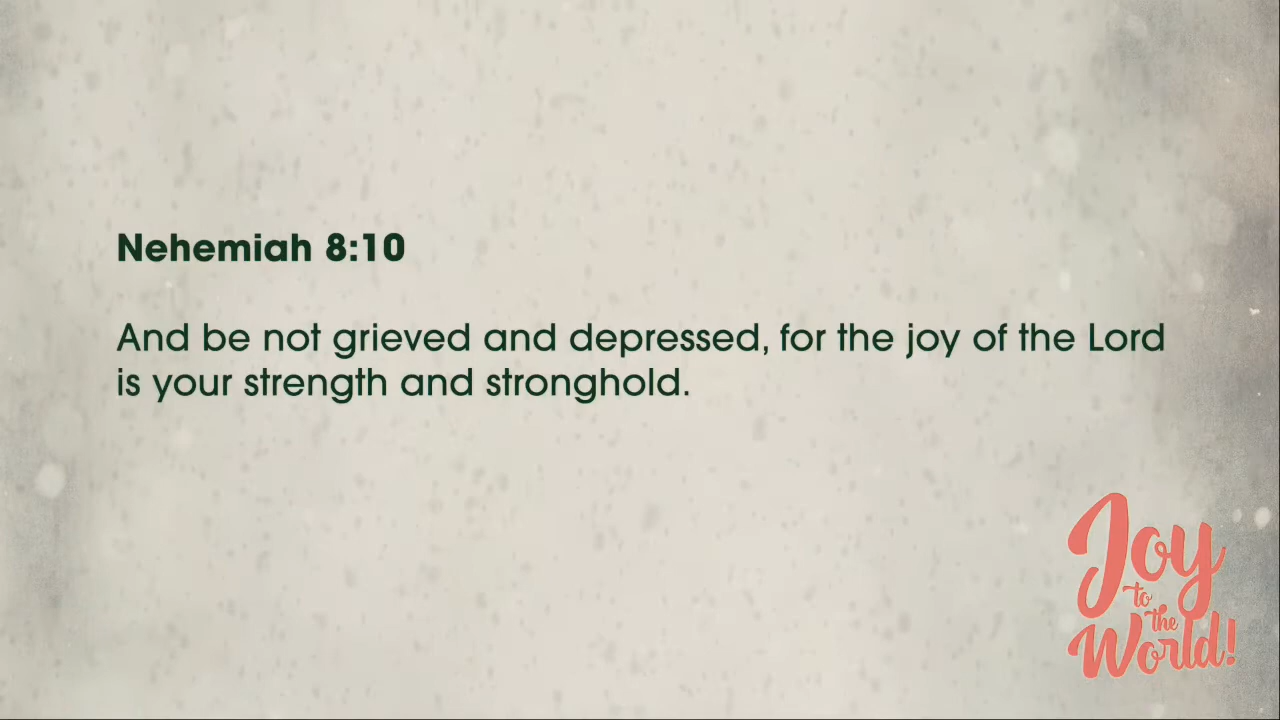 Nehemiah 8:10
And be not grieved and depressed, for the joy of the Lord
is your strength and stronghold.
Joy
to
the
World!